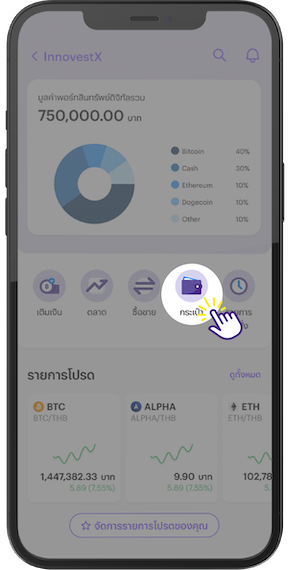 InnovestX
มูลค่าพอร์ทสินทรัพย์ดิจิทัลรวม
750,000.00 บาท
Bitcoin 40%
Cash 30%
Ethereum 10%
Dogecoin 10%
Other 10%
เติมเงิน ตลาด ซื้อขาย กระเป๋า
รายการโปรด ดูทั้งหมด
BTC ALPHA ETH
BTC/THB ALPHA/THB ETH/THB
1,447,382.33 บาท 9.90 บาท 102,78
5.89 (7.55%) 5.89 (7.55%)
จัดการรายการโปรดของคุณ